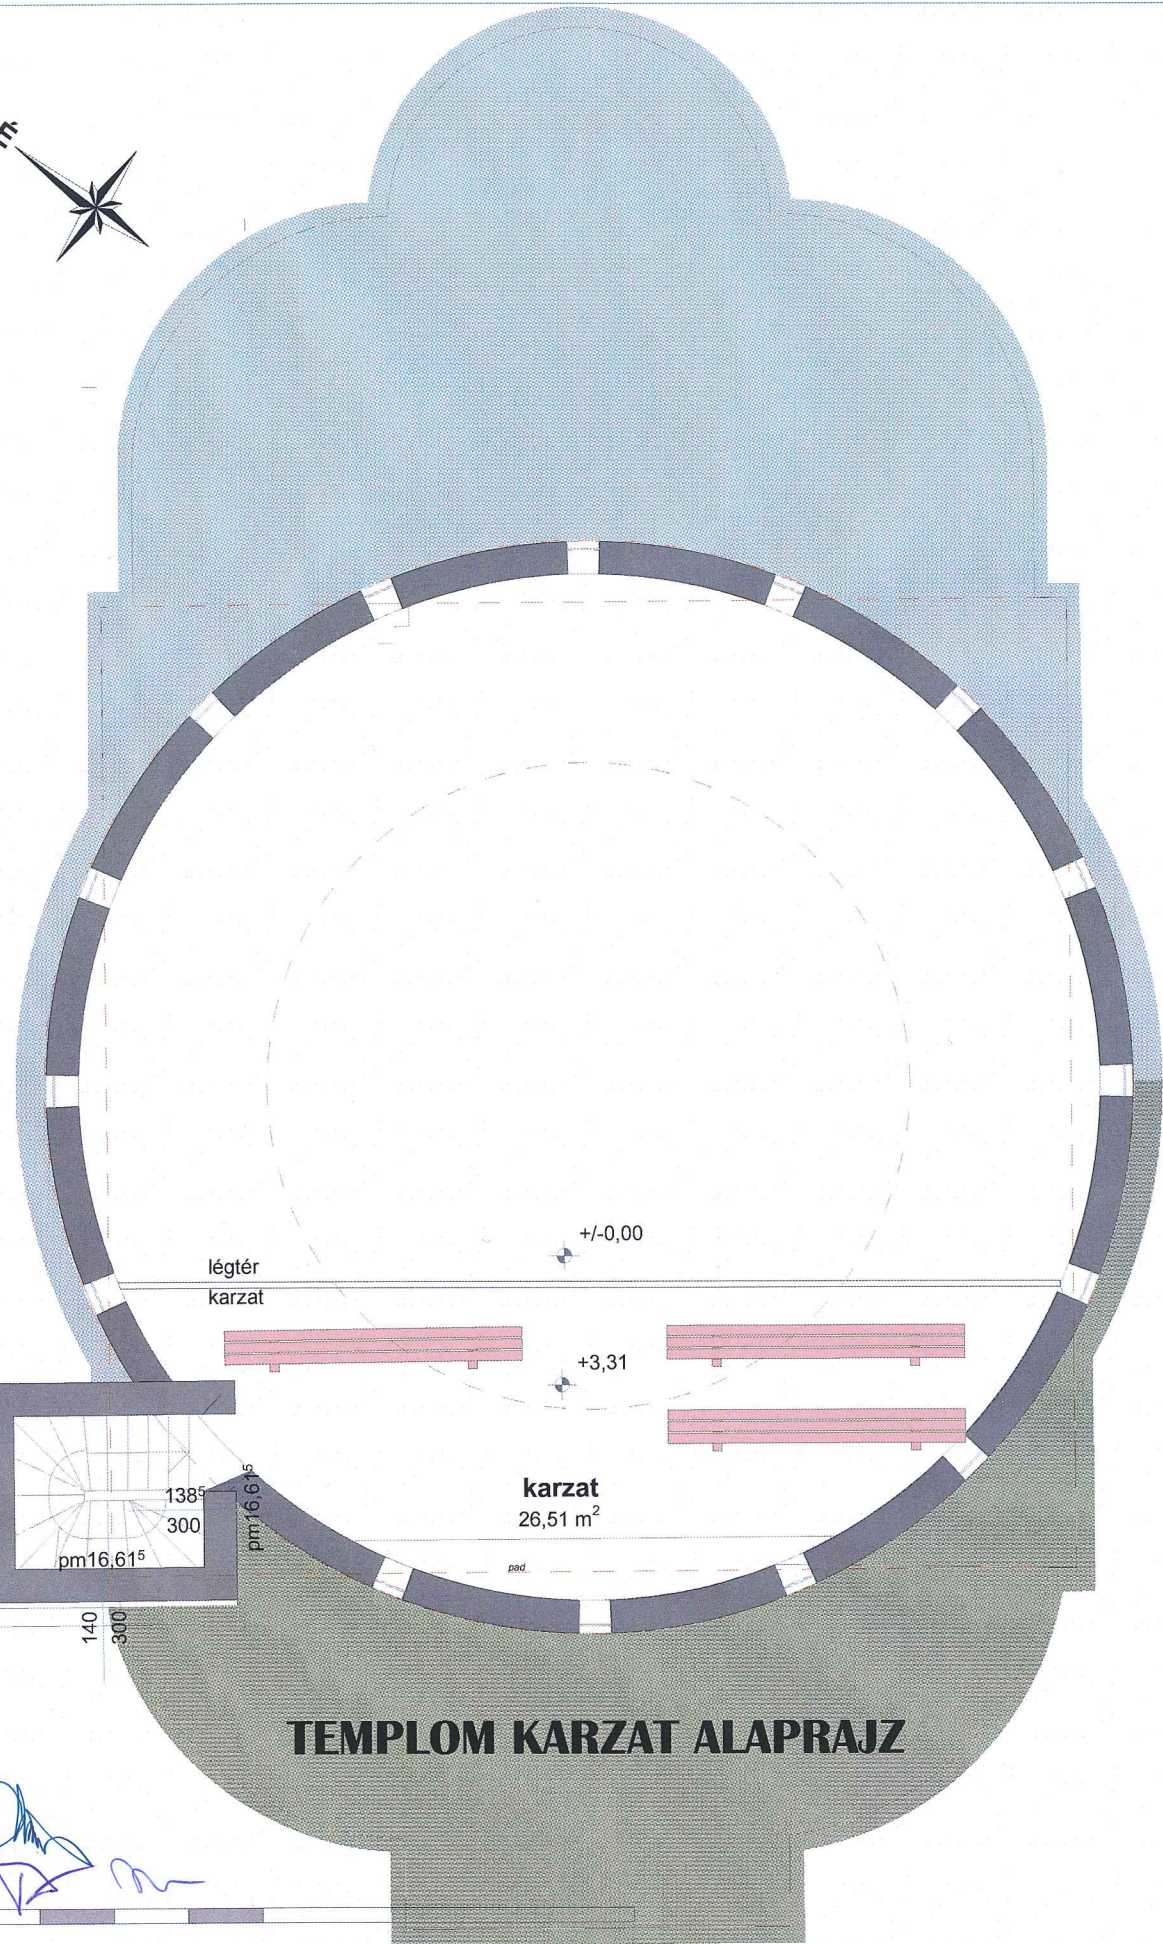 É
+/-0,00
légtér
karzat
+3,31
karzat
26,51 m²
138⁵
300
pm16,61⁵
pm16,61⁵
pad
140
300
TEMPLOM KARZAT ALAPRAJZ